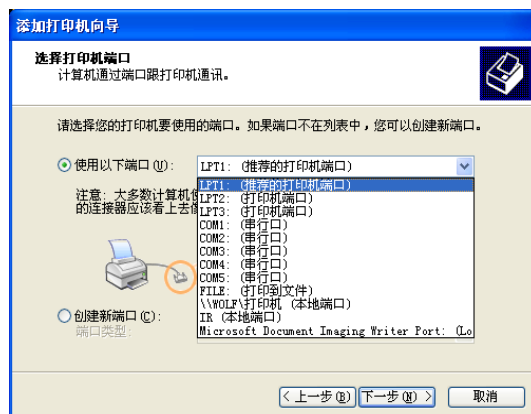 添加打印机向导
选择打印机端口
计算机通过端口跟打印机通讯。
请选择您的打印机要使用的端口。如果端口不在列表中，您可以创建新端口。
使用以下端口(U):
LPT1: (推荐的打印机端口)
LPT1: (推荐的打印机端口)
LPT2: (打印机端口)
LPT3: (打印机端口)
COM1: (串行口)
COM2: (串行口)
COM3: (串行口)
COM4: (串行口)
COM5: (串行口)
FILE: (打印到文件)
\\WOLF\打印机 (本地端口)
IR (本地端口)
Microsoft Document Imaging Writer Port: (Lo
注意: 大多数计算机
的连接器应该看上去
创建新端口(C):
端口类型:
< 上一步(B)
下一步(N) >
取消